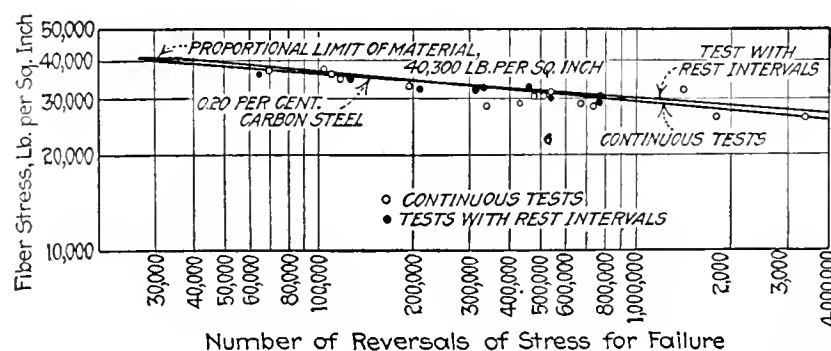 Fiber Stress, Lb. per Sq. Inch
50,000
40,000
30,000
20,000
10,000
PROPORTIONAL LIMIT OF MATERIAL,
40,300 LB. PER SQ. INCH
0.20 PER CENT.
CARBON STEEL
TEST WITH
REST INTERVALS
CONTINUOUS TESTS
○ CONTINUOUS TESTS
● TESTS WITH REST INTERVALS
30,000
40,000
60,000
80,000
100,000
200,000
300,000
400,000
500,000
600,000
800,000
1,000,000
2,000,000
3,000,000
4,000,000
Number of Reversals of Stress for Failure